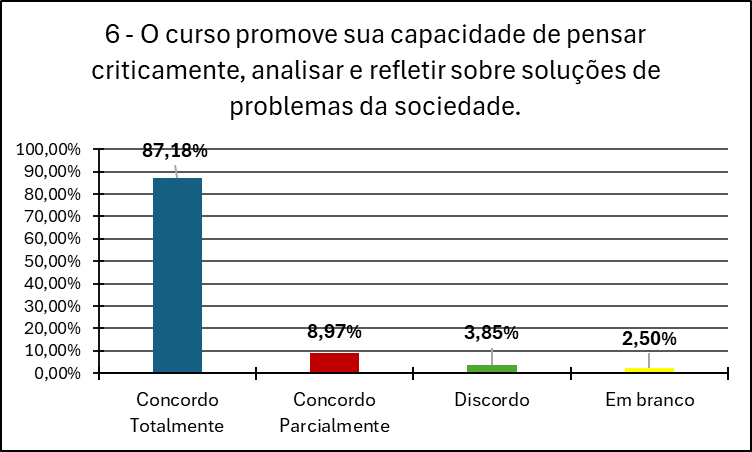 6 - O curso promove sua capacidade de pensar
criticamente, analisar e refletir sobre soluções de
problemas da sociedade.
100,00%
90,00%
80,00%
70,00%
60,00%
50,00%
40,00%
30,00%
20,00%
10,00%
0,00%
87,18%
8,97%
3,85%
2,50%
Concordo
Totalmente
Concordo
Parcialmente
Discordo
Em branco